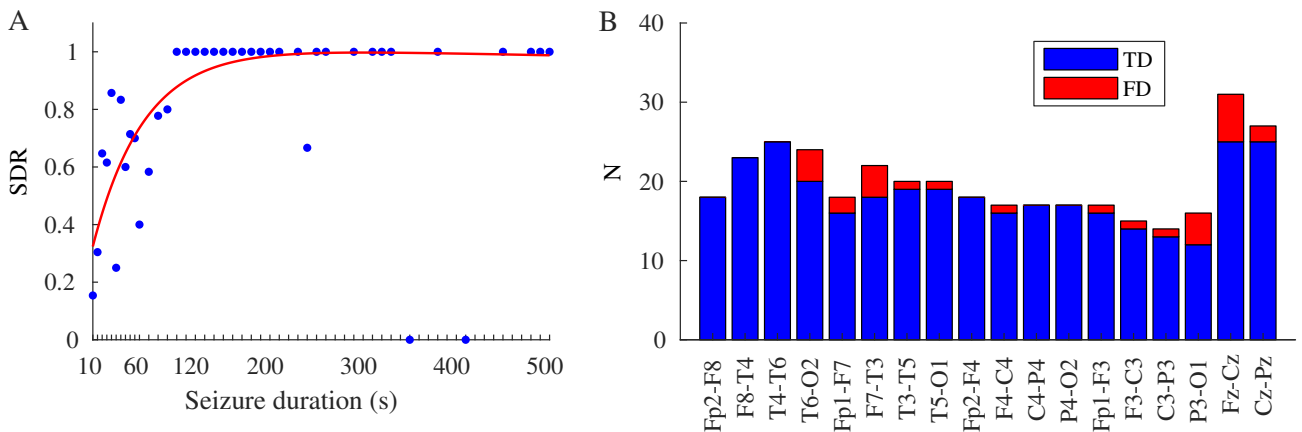 A
1
0.8
0.6
0.4
0.2
0
SDR
10 60 120 200 300 400 500
Seizure duration (s)
B
40
30
20
10
0
N
TD
FD
Fp2-F8
F8-T4
T4-T6
T6-O2
Fp1-F7
F7-T3
T3-T5
T5-O1
Fp2-F4
F4-C4
C4-P4
P4-O2
Fp1-F3
F3-C3
C3-P3
P3-O1
Fz-Cz
Cz-Pz